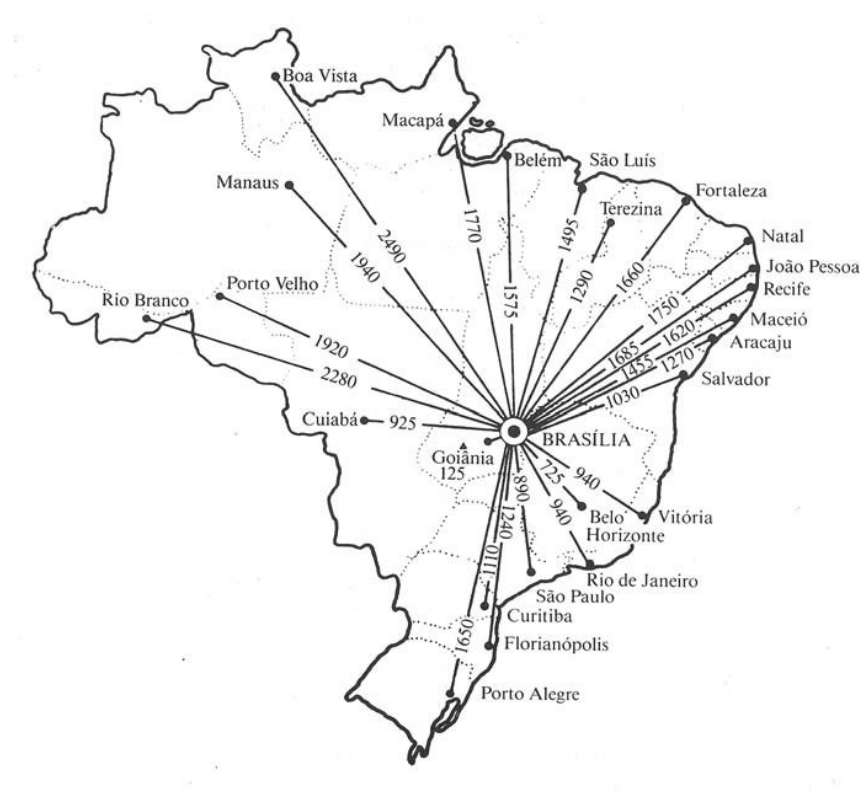 Boa Vista
Macapá
Belém
São Luís
Manaus
Terezina
Fortaleza
Natal
João Pessoa
Recife
Maceió
Aracaju
Salvador
Porto Velho
Rio Branco
2490
1940
1770
1575
1495
1290
1660
1750
1685
1620
1455
1270
1030
1920
2280
Cuiabá
925
BRASÍLIA
Goiânia
125
890
725
940
1240
940
Belo
Horizonte
Vitória
1110
Rio de Janeiro
São Paulo
Curitiba
1650
Florianópolis
Porto Alegre